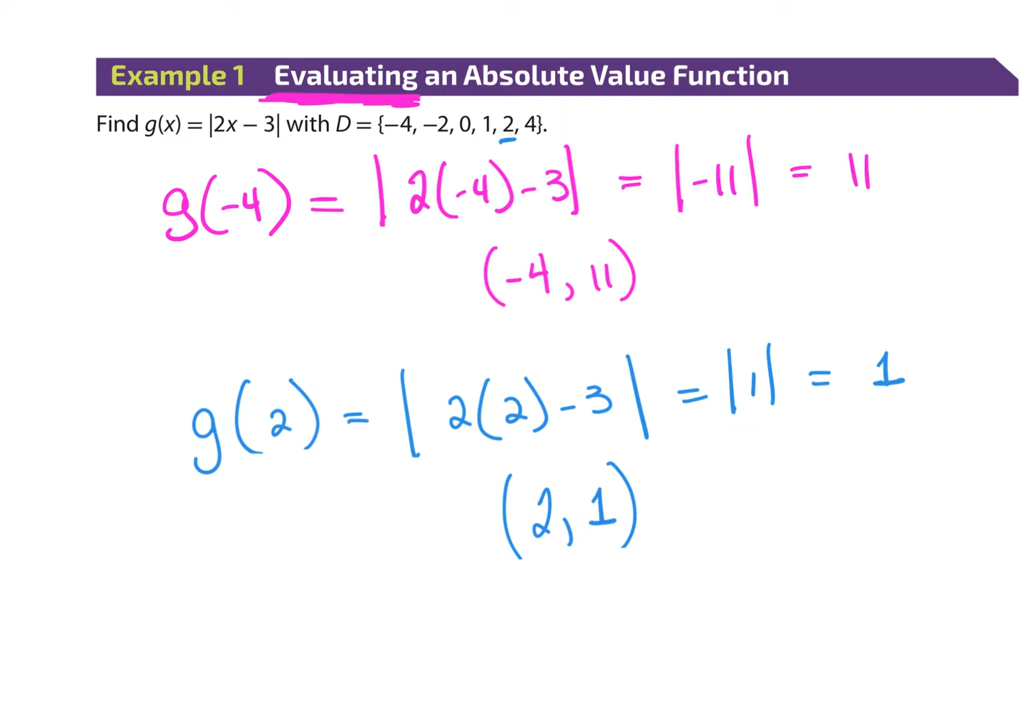 Example 1 Evaluating an Absolute Value Function
Find g(x) = |2x − 3| with D = {−4, −2, 0, 1, 2, 4}.
g(-4) = | 2(-4) - 3| = |-11| = 11
(-4, 11)
g(2) = | 2(2) - 3 | = |1| = 1
(2, 1)